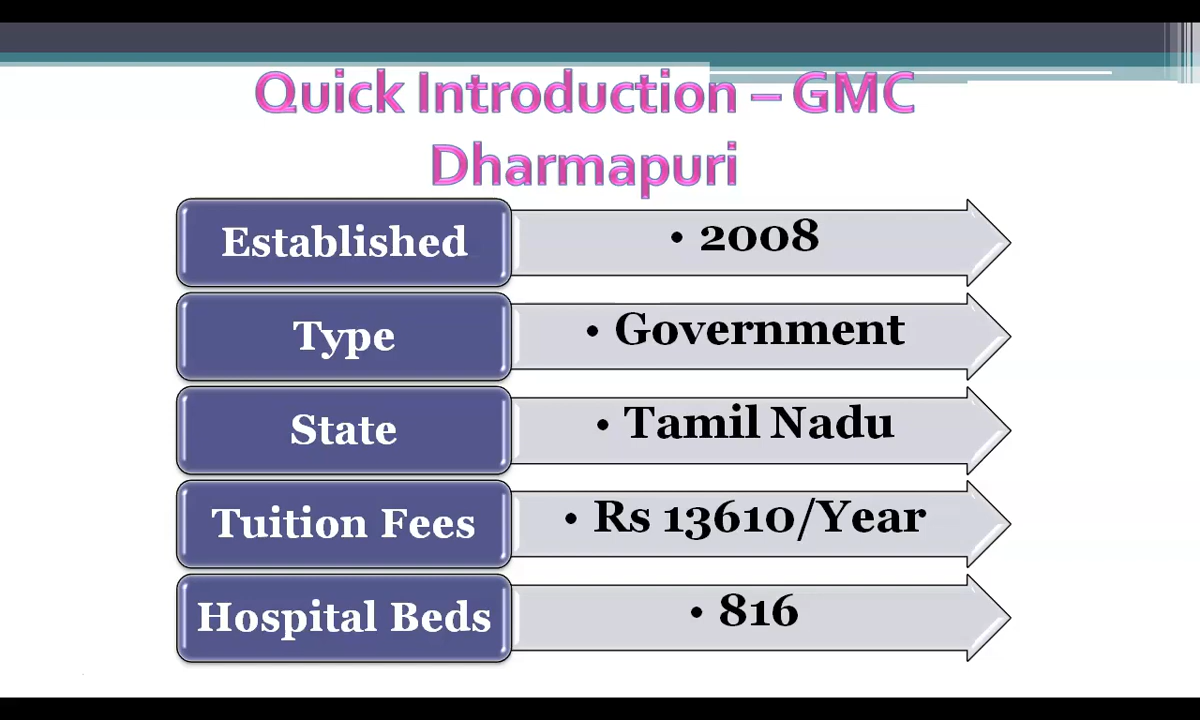 Quick Introduction – GMC
Dharmapuri
Established
• 2008
Type
• Government
State
• Tamil Nadu
Tuition Fees
• Rs 13610/Year
Hospital Beds
• 816